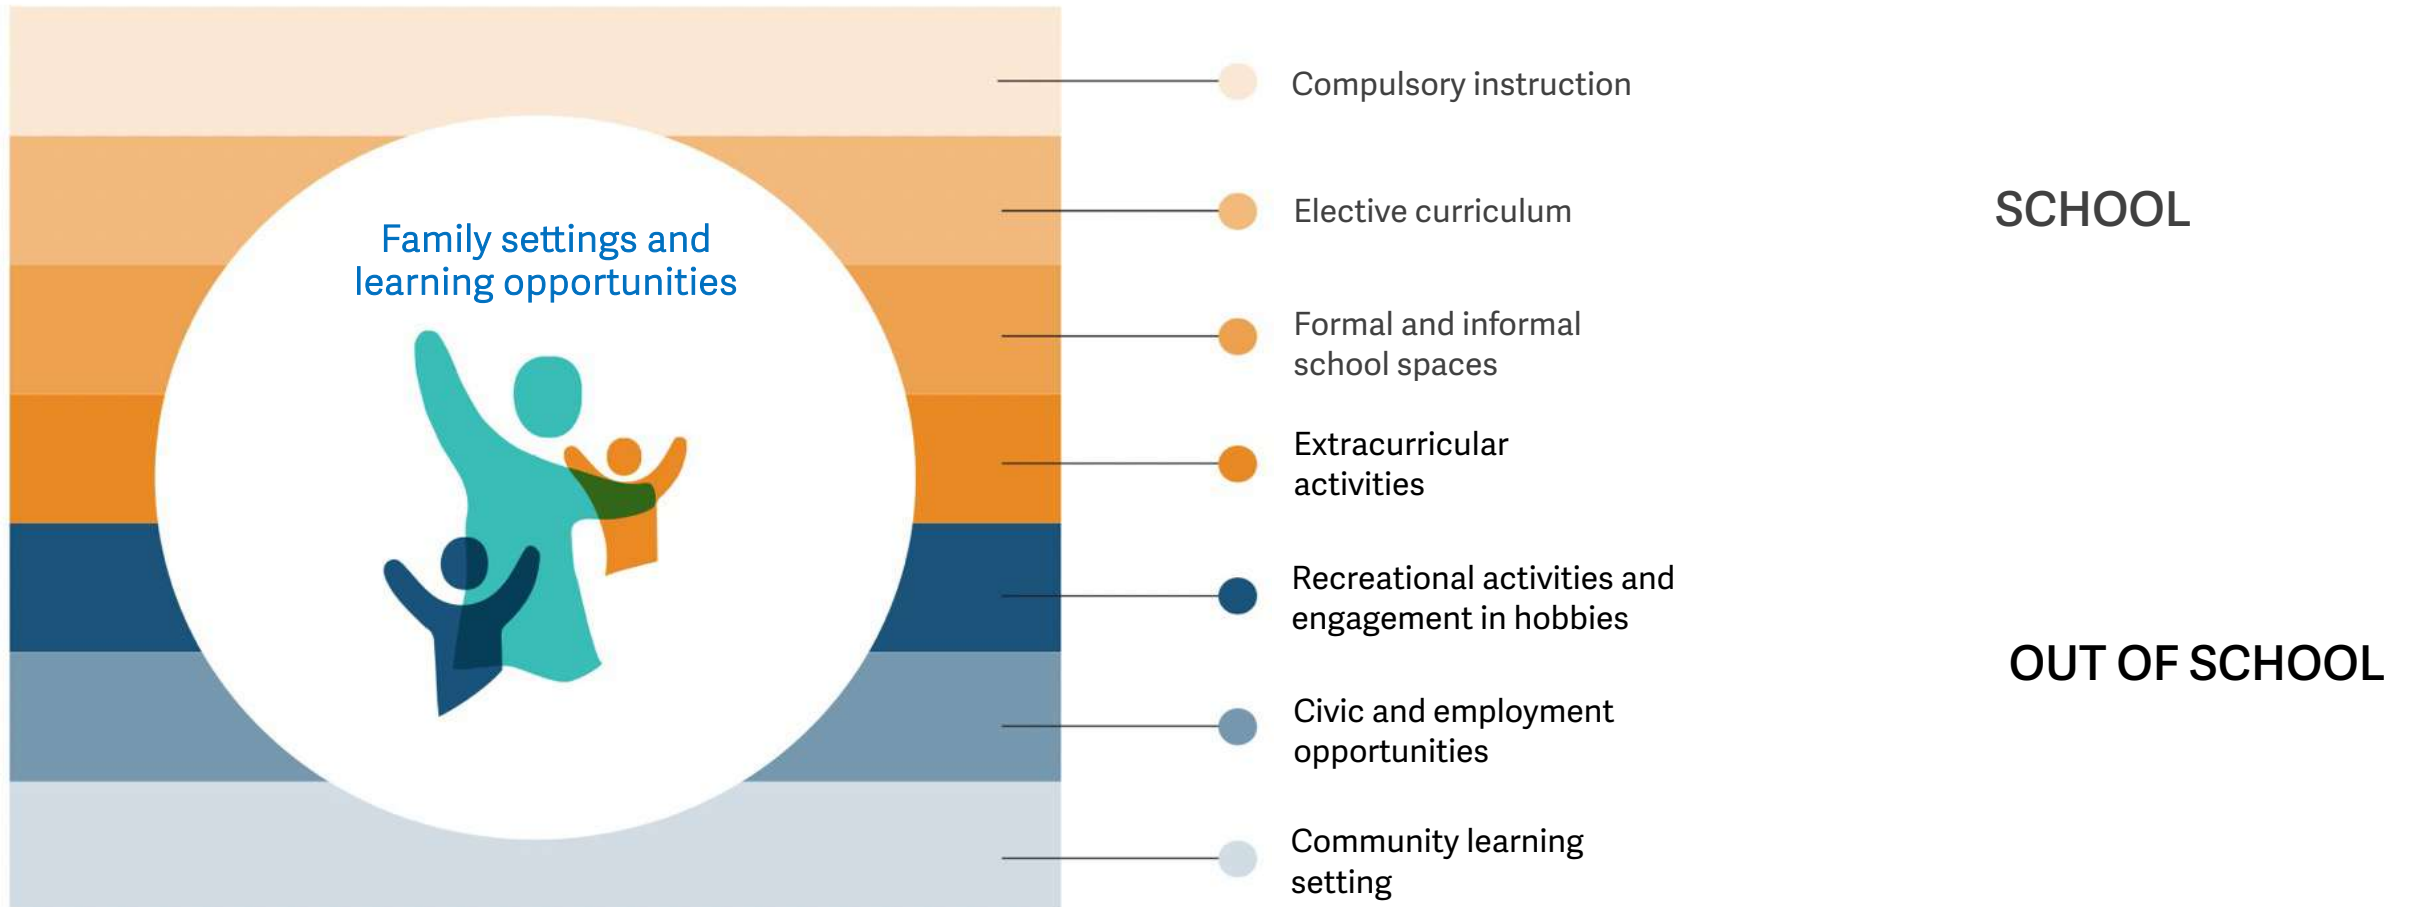 Family settings and
learning opportunities
Compulsory instruction
Elective curriculum
Formal and informal
school spaces
Extracurricular
activities
Recreational activities and
engagement in hobbies
Civic and employment
opportunities
Community learning
setting
SCHOOL
OUT OF SCHOOL